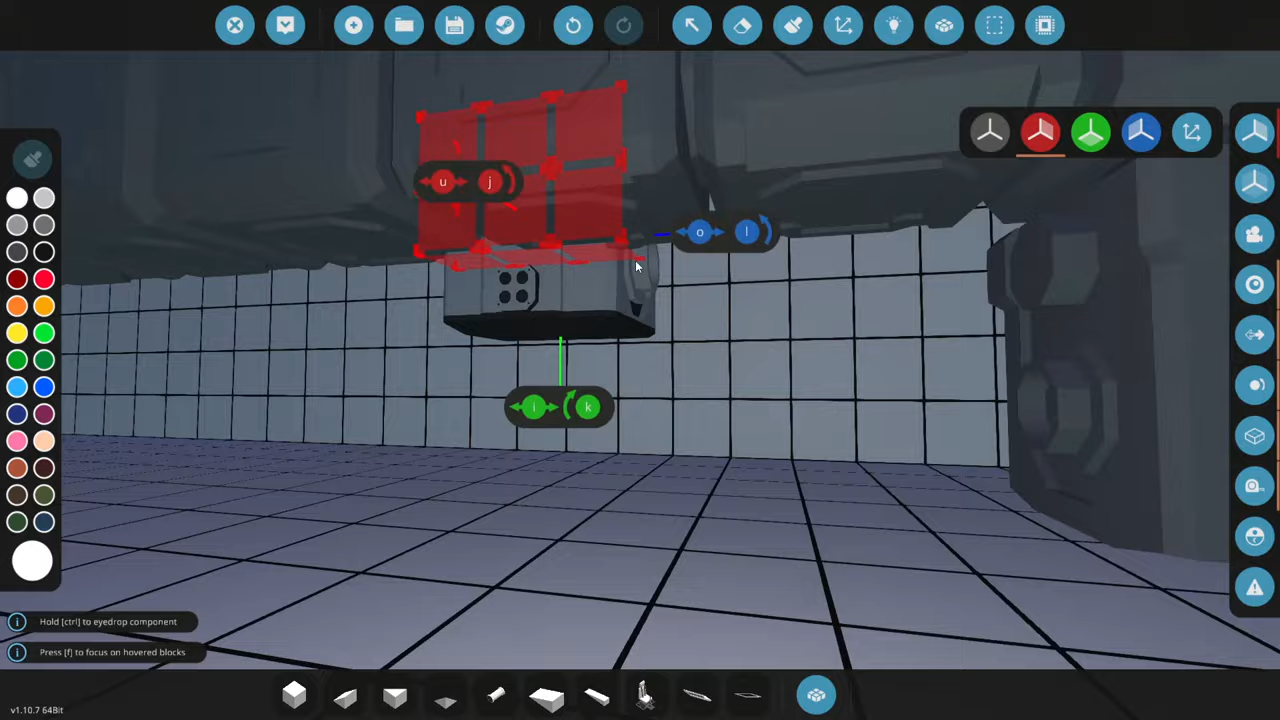 u j
o l
i k
Hold [ctrl] to eyedrop component
Press [f] to focus on hovered blocks
v1.10.7 64Bit